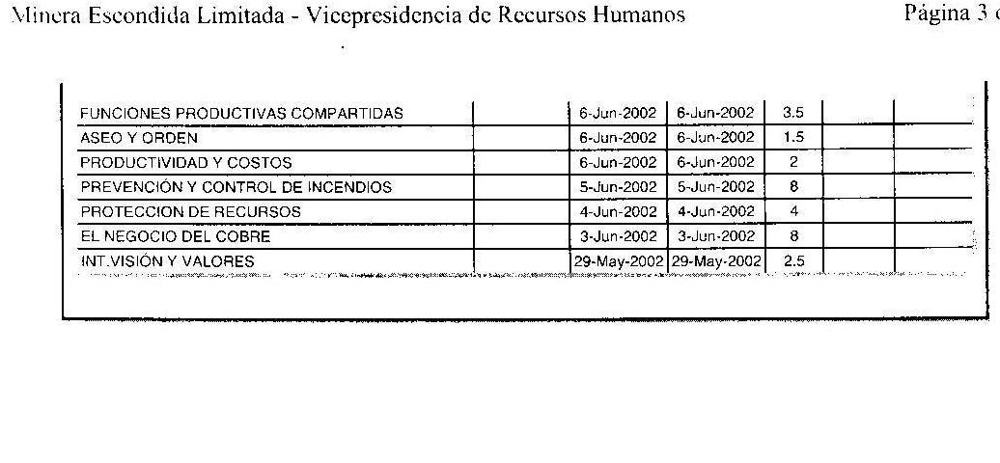 Minera Escondida Limitada - Vicepresidencia de Recursos Humanos Página 3
FUNCIONES PRODUCTIVAS COMPARTIDAS 6-Jun-2002 6-Jun-2002 3.5
ASEO Y ORDEN 6-Jun-2002 6-Jun-2002 1.5
PRODUCTIVIDAD Y COSTOS 6-Jun-2002 6-Jun-2002 2
PREVENCIÓN Y CONTROL DE INCENDIOS 5-Jun-2002 5-Jun-2002 8
PROTECCION DE RECURSOS 4-Jun-2002 4-Jun-2002 4
EL NEGOCIO DEL COBRE 3-Jun-2002 3-Jun-2002 8
INT.VISIÓN Y VALORES 29-May-2002 29-May-2002 2.5